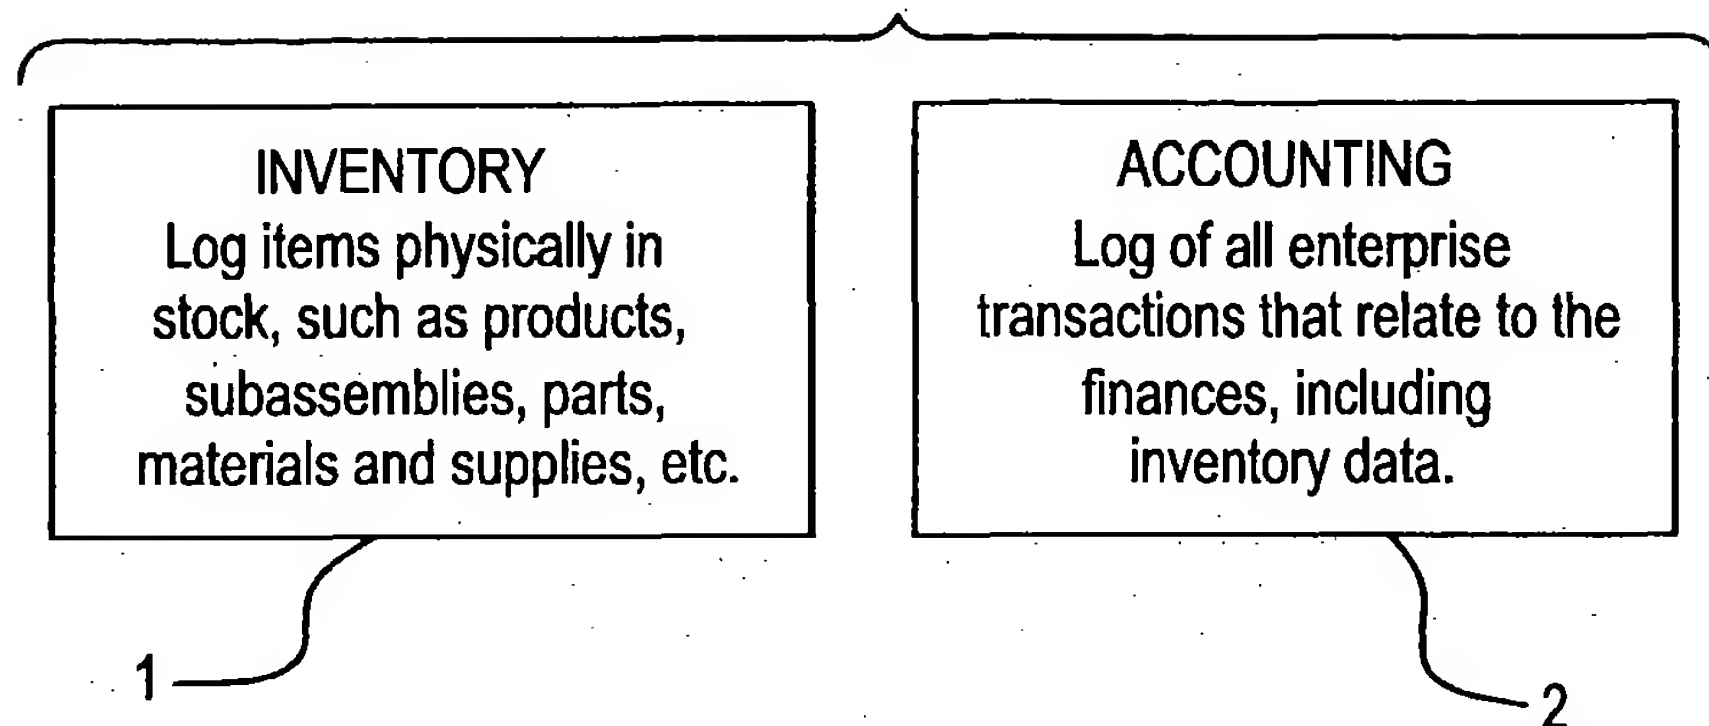 INVENTORY
Log items physically in
stock, such as products,
subassemblies, parts,
materials and supplies, etc.
ACCOUNTING
Log of all enterprise
transactions that relate to the
finances, including
inventory data.
1
2